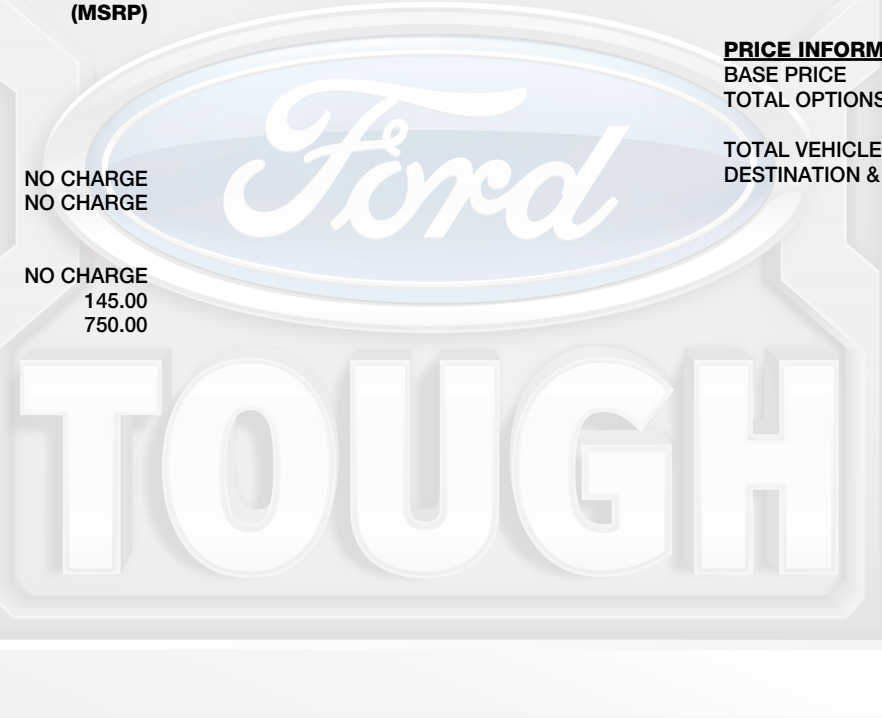 (MSRP)
NO CHARGE
NO CHARGE
NO CHARGE
145.00
750.00
PRICE INFORM
BASE PRICE
TOTAL OPTIONS
TOTAL VEHICLE
DESTINATION &
Ford
TOUGH